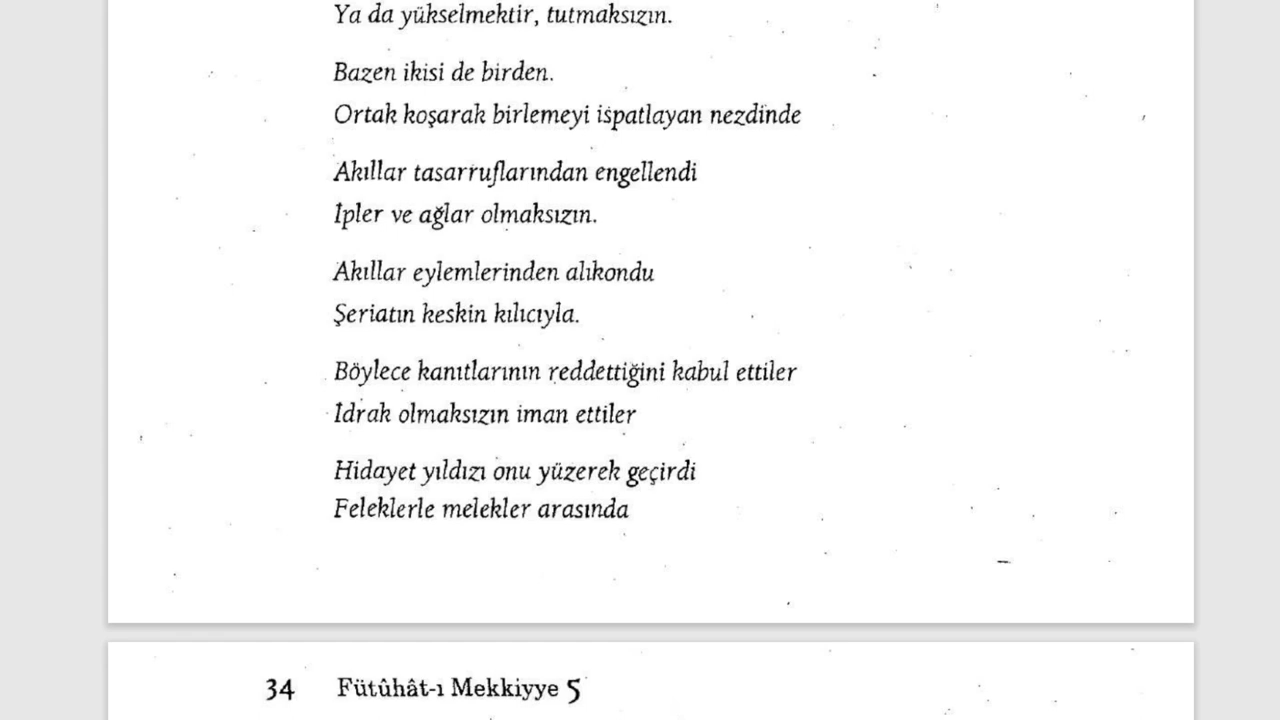 Ya da yükselmektir, tutmaksızın.
Bazen ikisi de birden.
Ortak koşarak birlemeyi ispatlayan nezdinde
Akıllar tasarruflarından engellendi
İpler ve ağlar olmaksızın.
Akıllar eylemlerinden alıkondu
Şeriatın keskin kılıcıyla.
Böylece kanıtlarının reddettiğini kabul ettiler
İdrak olmaksızın iman ettiler
Hidayet yıldızı onu yüzerek geçirdi
Feleklerle melekler arasında
34 Fütûhât-ı Mekkiyye 5